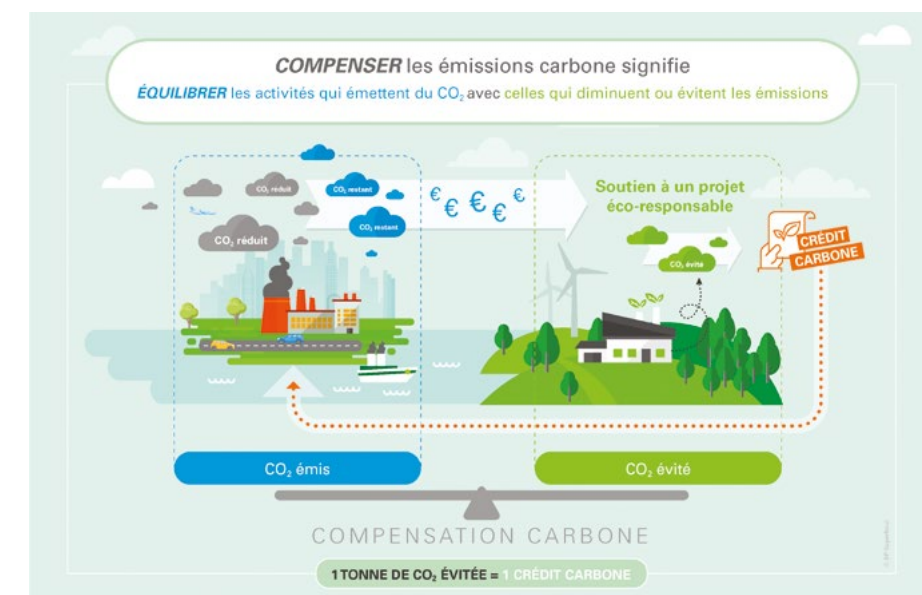 COMPENSER les émissions carbone signifie
ÉQUILIBRER les activités qui émettent du CO₂ avec celles qui diminuent ou évitent les émissions
CO₂ réduit
CO₂ restant
CO₂ réduit
CO₂ restant
€ € € € €
Soutien à un projet
éco-responsable
CO₂ évité
CRÉDIT
CARBONE
CO₂ émis
CO₂ évité
COMPENSATION CARBONE
1 TONNE DE CO₂ ÉVITÉE = 1 CRÉDIT CARBONE